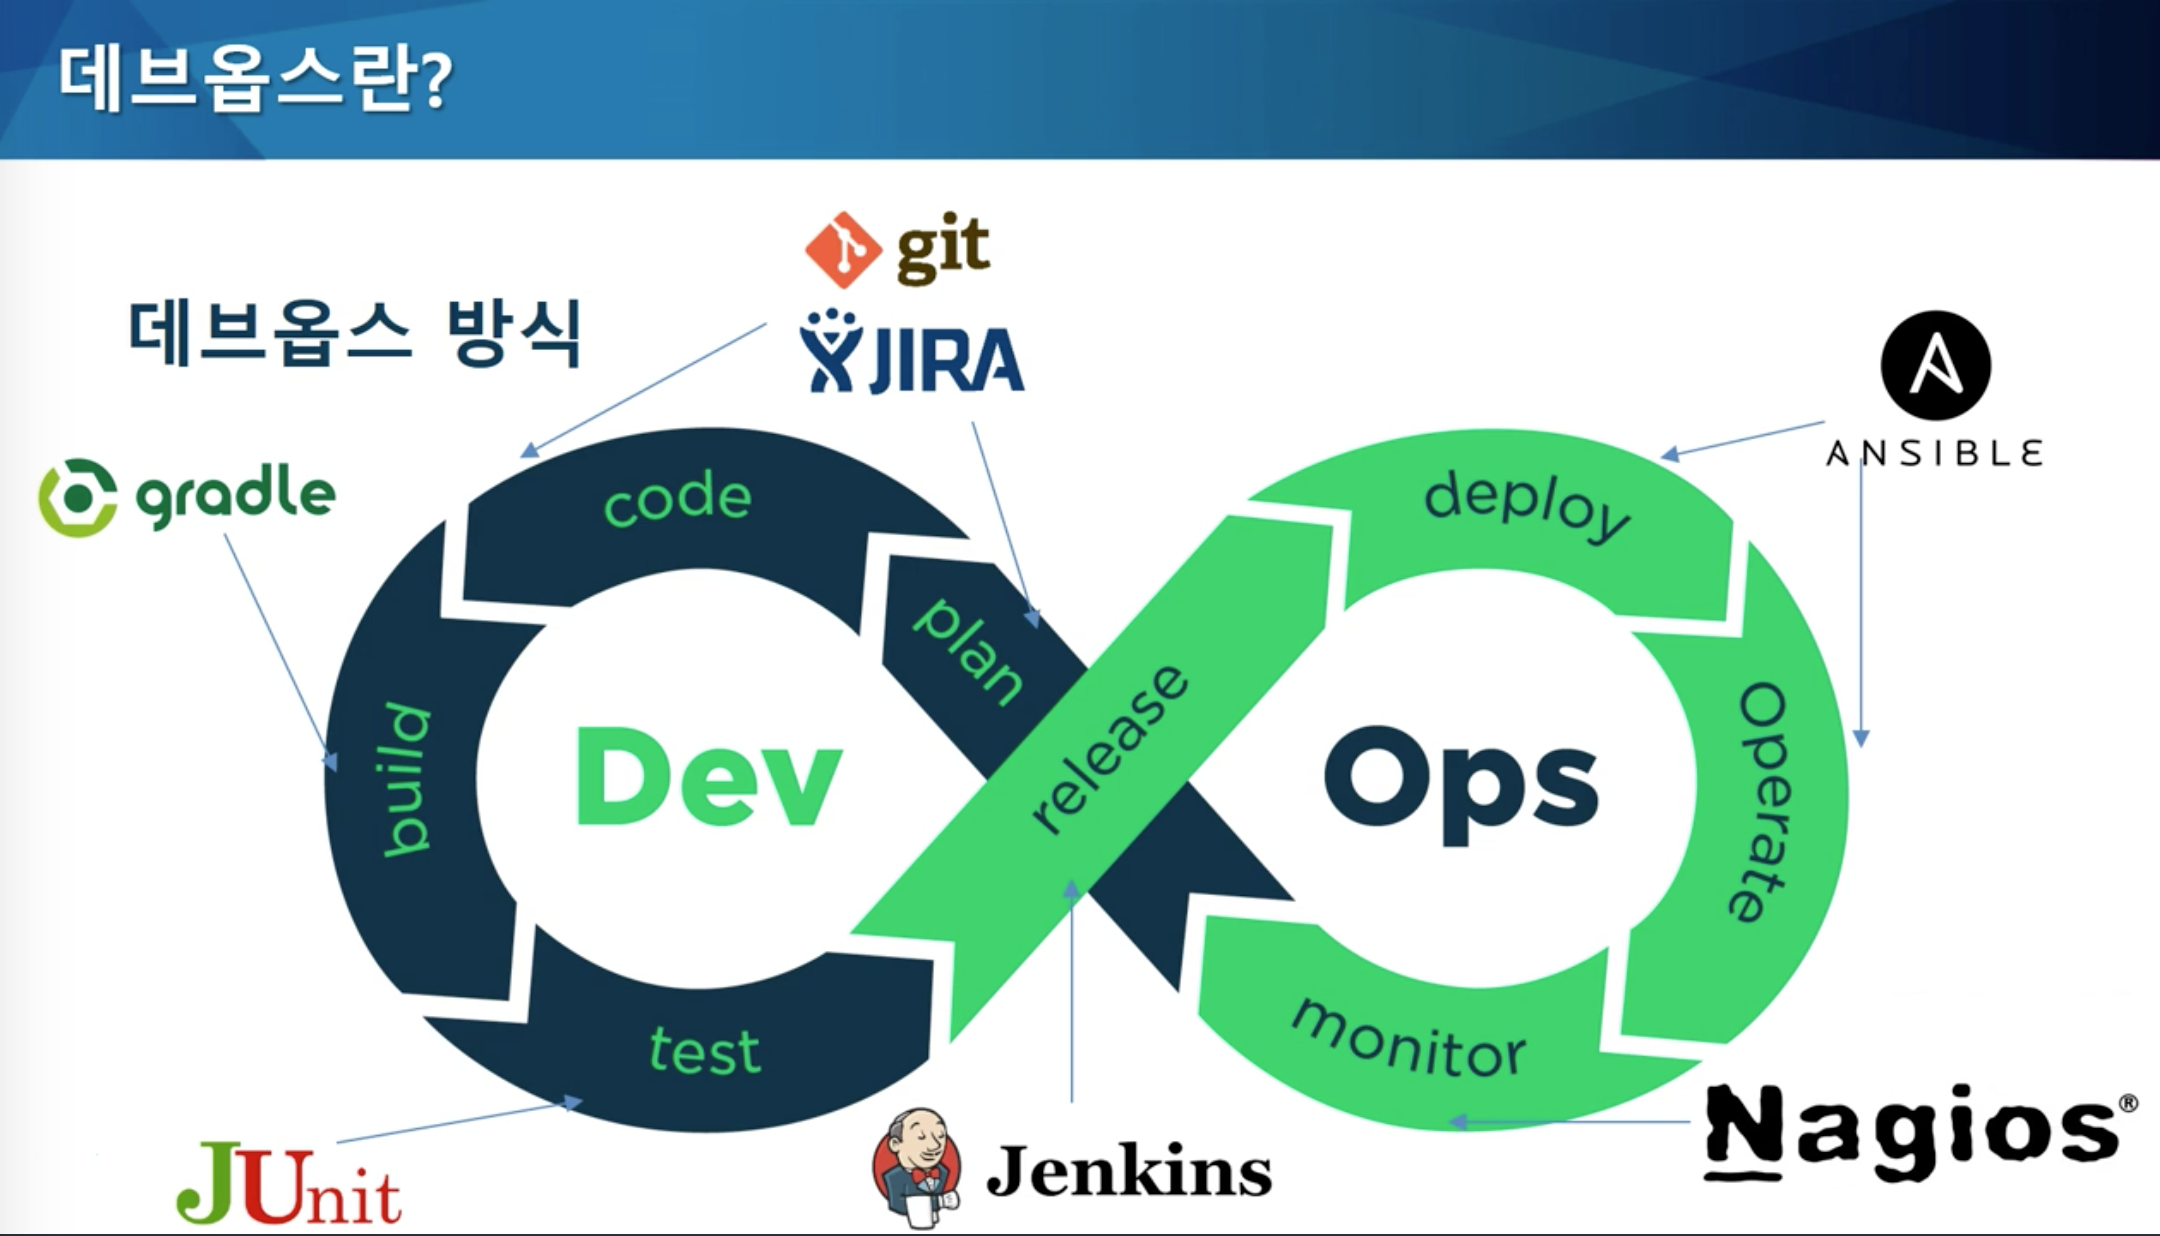 데브옵스란?
git
데브옵스 방식
JIRA
ANSIBLE
gradle
code
deploy
plan
release
build
Dev
Ops
Operate
test
monitor
JUnit
Jenkins
Nagios®